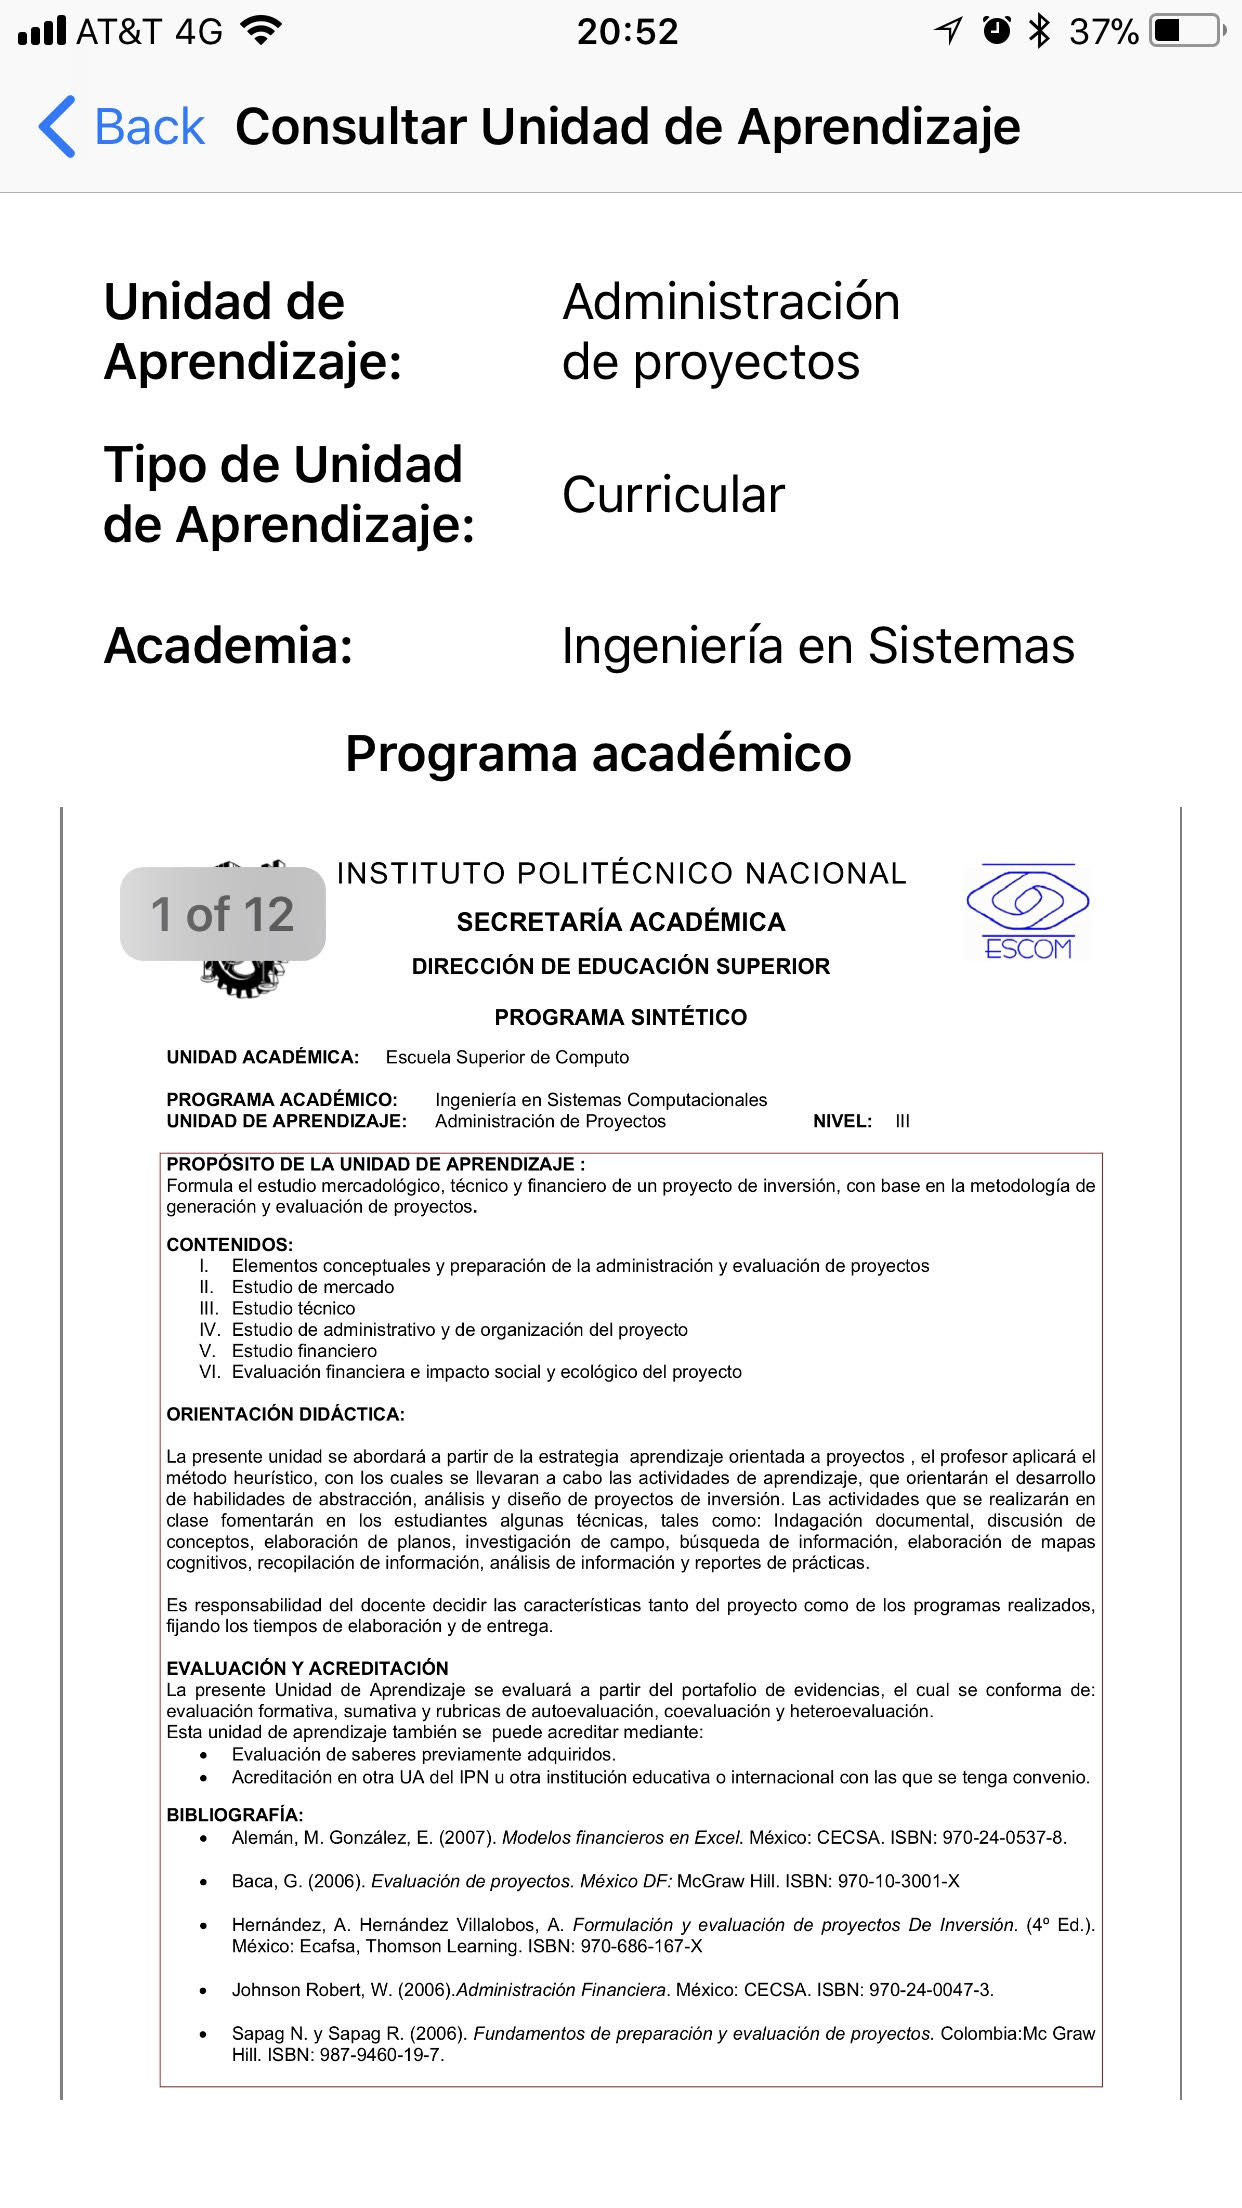 AT&T 4G 20:52 37%
Back Consultar Unidad de Aprendizaje
Unidad de
Aprendizaje:
Administración
de proyectos
Tipo de Unidad
de Aprendizaje:
Curricular
Academia: Ingeniería en Sistemas
Programa académico
1 of 12
INSTITUTO POLITÉCNICO NACIONAL
SECRETARÍA ACADÉMICA
ESCOM
DIRECCIÓN DE EDUCACIÓN SUPERIOR
PROGRAMA SINTÉTICO
UNIDAD ACADÉMICA: Escuela Superior de Computo
PROGRAMA ACADÉMICO: Ingeniería en Sistemas Computacionales
UNIDAD DE APRENDIZAJE: Administración de Proyectos NIVEL: III
PROPÓSITO DE LA UNIDAD DE APRENDIZAJE :
Formula el estudio mercadológico, técnico y financiero de un proyecto de inversión, con base en la metodología de
generación y evaluación de proyectos.
CONTENIDOS:
I. Elementos conceptuales y preparación de la administración y evaluación de proyectos
II. Estudio de mercado
III. Estudio técnico
IV. Estudio de administrativo y de organización del proyecto
V. Estudio financiero
VI. Evaluación financiera e impacto social y ecológico del proyecto
ORIENTACIÓN DIDÁCTICA:
La presente unidad se abordará a partir de la estrategia aprendizaje orientada a proyectos , el profesor aplicará el
método heurístico, con los cuales se llevaran a cabo las actividades de aprendizaje, que orientarán el desarrollo
de habilidades de abstracción, análisis y diseño de proyectos de inversión. Las actividades que se realizarán en
clase fomentarán en los estudiantes algunas técnicas, tales como: Indagación documental, discusión de
conceptos, elaboración de planos, investigación de campo, búsqueda de información, elaboración de mapas
cognitivos, recopilación de información, análisis de información y reportes de prácticas.
Es responsabilidad del docente decidir las características tanto del proyecto como de los programas realizados,
fijando los tiempos de elaboración y de entrega.
EVALUACIÓN Y ACREDITACIÓN
La presente Unidad de Aprendizaje se evaluará a partir del portafolio de evidencias, el cual se conforma de:
evaluación formativa, sumativa y rubricas de autoevaluación, coevaluación y heteroevaluación.
Esta unidad de aprendizaje también se puede acreditar mediante:
• Evaluación de saberes previamente adquiridos.
• Acreditación en otra UA del IPN u otra institución educativa o internacional con las que se tenga convenio.
BIBLIOGRAFÍA:
• Alemán, M. González, E. (2007). Modelos financieros en Excel. México: CECSA. ISBN: 970-24-0537-8.
• Baca, G. (2006). Evaluación de proyectos. México DF: McGraw Hill. ISBN: 970-10-3001-X
• Hernández, A. Hernández Villalobos, A. Formulación y evaluación de proyectos De Inversión. (4º Ed.).
México: Ecafsa, Thomson Learning. ISBN: 970-686-167-X
• Johnson Robert, W. (2006).Administración Financiera. México: CECSA. ISBN: 970-24-0047-3.
• Sapag N. y Sapag R. (2006). Fundamentos de preparación y evaluación de proyectos. Colombia:Mc Graw
Hill. ISBN: 987-9460-19-7.